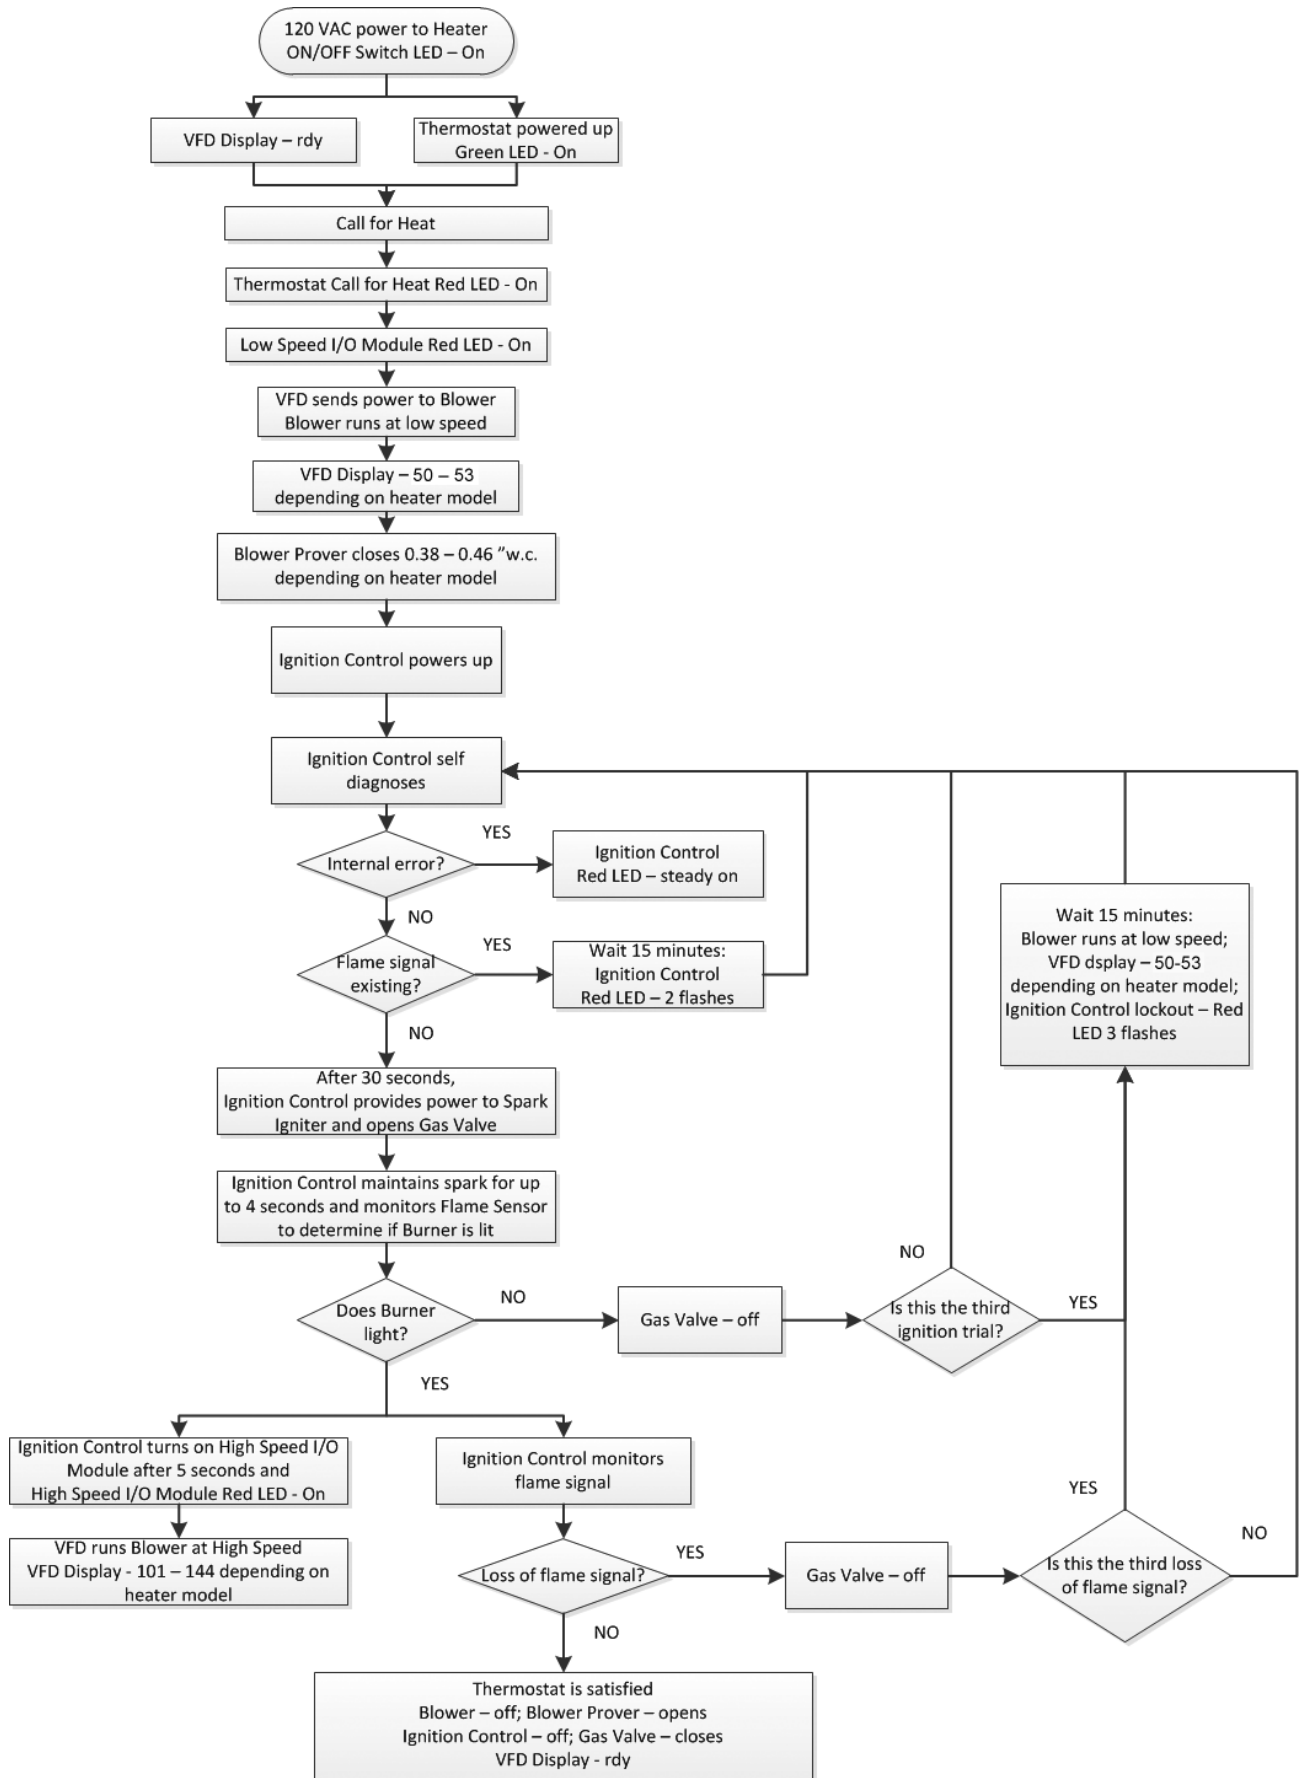 120 VAC power to Heater
ON/OFF Switch LED – On
VFD Display – rdy
Thermostat powered up
Green LED - On
Call for Heat
Thermostat Call for Heat Red LED - On
Low Speed I/O Module Red LED - On
VFD sends power to Blower
Blower runs at low speed
VFD Display – 50 – 53
depending on heater model
Blower Prover closes 0.38 – 0.46 ”w.c.
depending on heater model
Ignition Control powers up
Ignition Control self
diagnoses
Internal error?
YES
Ignition Control
Red LED – steady on
NO
Flame signal
existing?
YES
Wait 15 minutes:
Ignition Control
Red LED – 2 flashes
NO
Wait 15 minutes:
Blower runs at low speed;
VFD dsplay – 50-53
depending on heater model;
Ignition Control lockout – Red
LED 3 flashes
After 30 seconds,
Ignition Control provides power to Spark
Igniter and opens Gas Valve
Ignition Control maintains spark for up
to 4 seconds and monitors Flame Sensor
to determine if Burner is lit
Does Burner
light?
NO
Gas Valve – off
Is this the third
ignition trial?
NO
YES
YES
Ignition Control turns on High Speed I/O
Module after 5 seconds and
High Speed I/O Module Red LED - On
VFD runs Blower at High Speed
VFD Display - 101 – 144 depending on
heater model
Ignition Control monitors
flame signal
Loss of flame signal?
YES
Gas Valve – off
Is this the third loss
of flame signal?
YES
NO
NO
Thermostat is satisfied
Blower – off; Blower Prover – opens
Ignition Control – off; Gas Valve – closes
VFD Display - rdy